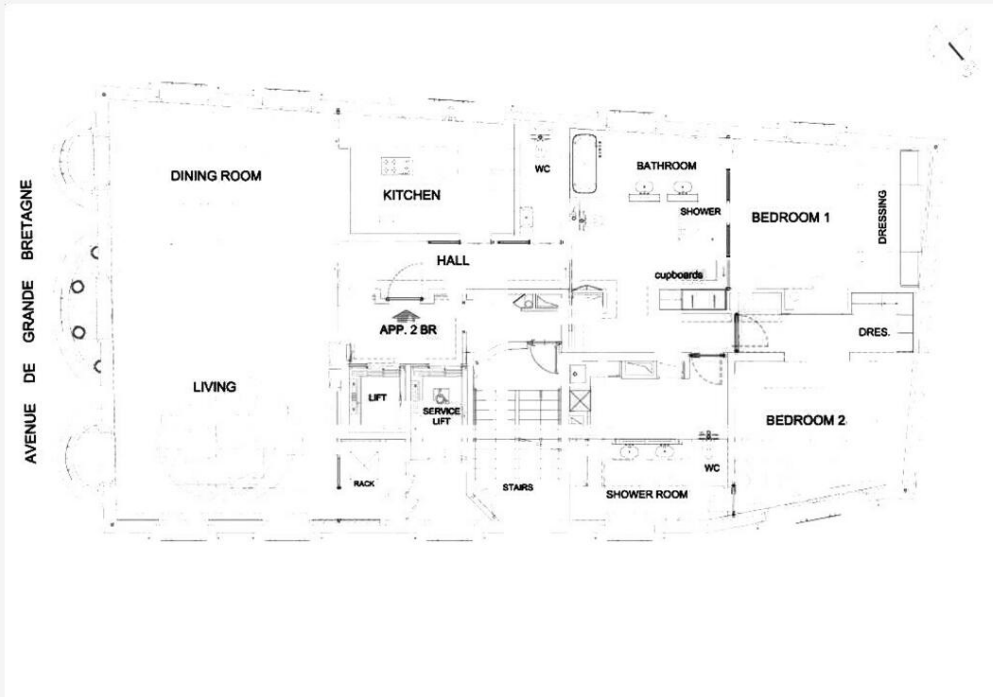 AVENUE DE GRANDE BRETAGNE
DINING ROOM
KITCHEN
WC
BATHROOM
SHOWER
BEDROOM 1
DRESSING
HALL
cupboards
APP. 2 BR
DRES.
LIVING
LIFT
SERVICE
LIFT
BEDROOM 2
RACK
STAIRS
SHOWER ROOM
WC